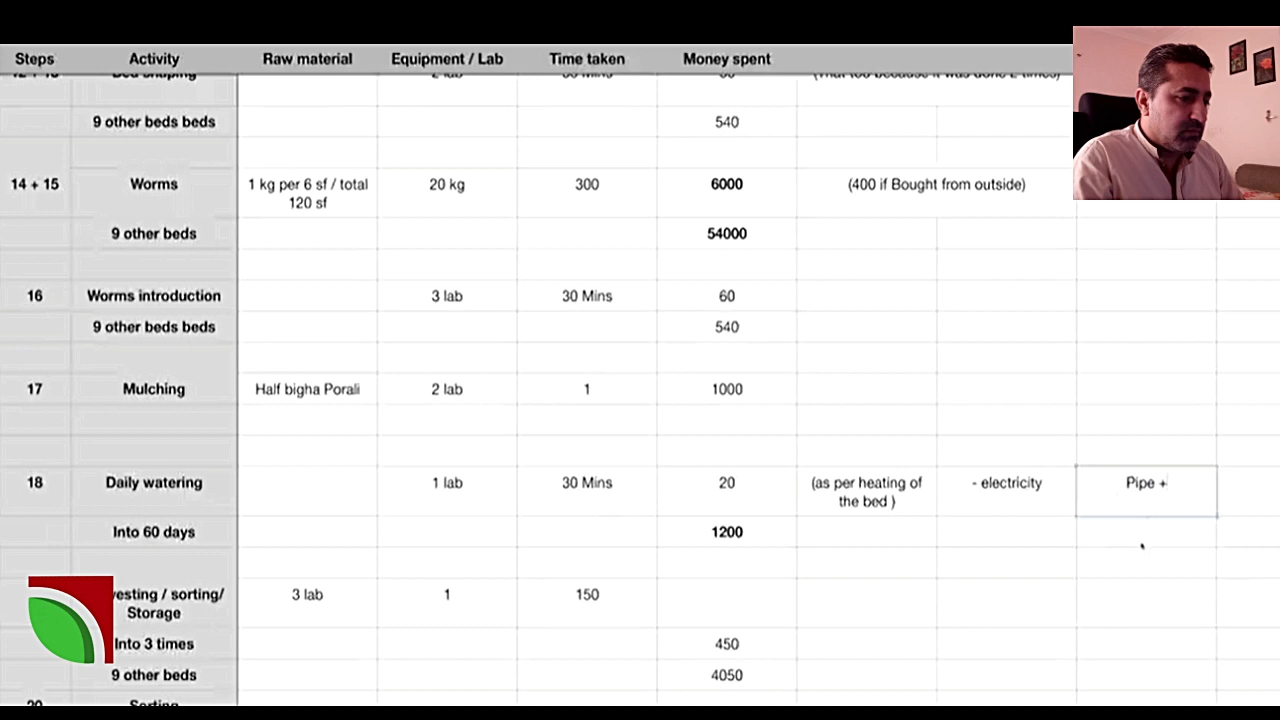 Steps Activity Raw material Equipment / Lab Time taken Money spent
9 other beds beds 540
14 + 15 Worms 1 kg per 6 sf / total 20 kg 300 6000 (400 if Bought from outside)
120 sf
9 other beds 54000
16 Worms introduction 3 lab 30 Mins 60
9 other beds beds 540
17 Mulching Half bigha Porali 2 lab 1 1000
18 Daily watering 1 lab 30 Mins 20 (as per heating of - electricity Pipe +
the bed )
Into 60 days 1200
vesting / sorting/ 3 lab 1 150
Storage
Into 3 times 450
9 other beds 4050